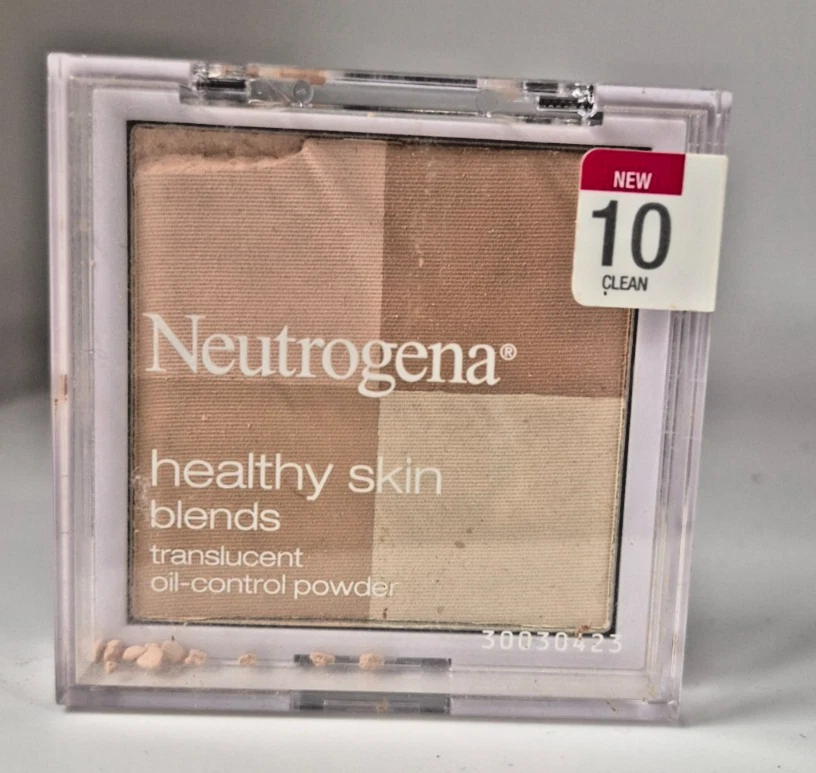 NEW
10
CLEAN
Neutrogena®
healthy skin
blends
translucent
oil-control powder
30030423